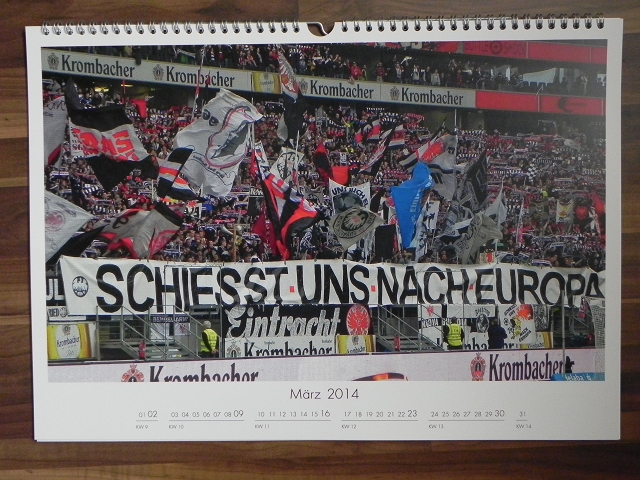 Krombacher Krombacher Krombacher Krombacher
DAS
SCHIESST UNS NACH EUROPA
Eintracht
Krombacher
Krombacher Krombacher
März 2014
01 02 03 04 05 06 07 08 09 10 11 12 13 14 15 16 17 18 19 20 21 22 23 24 25 26 27 28 29 30 31
KW 9 KW 10 KW 11 KW 12 KW 13 KW 14